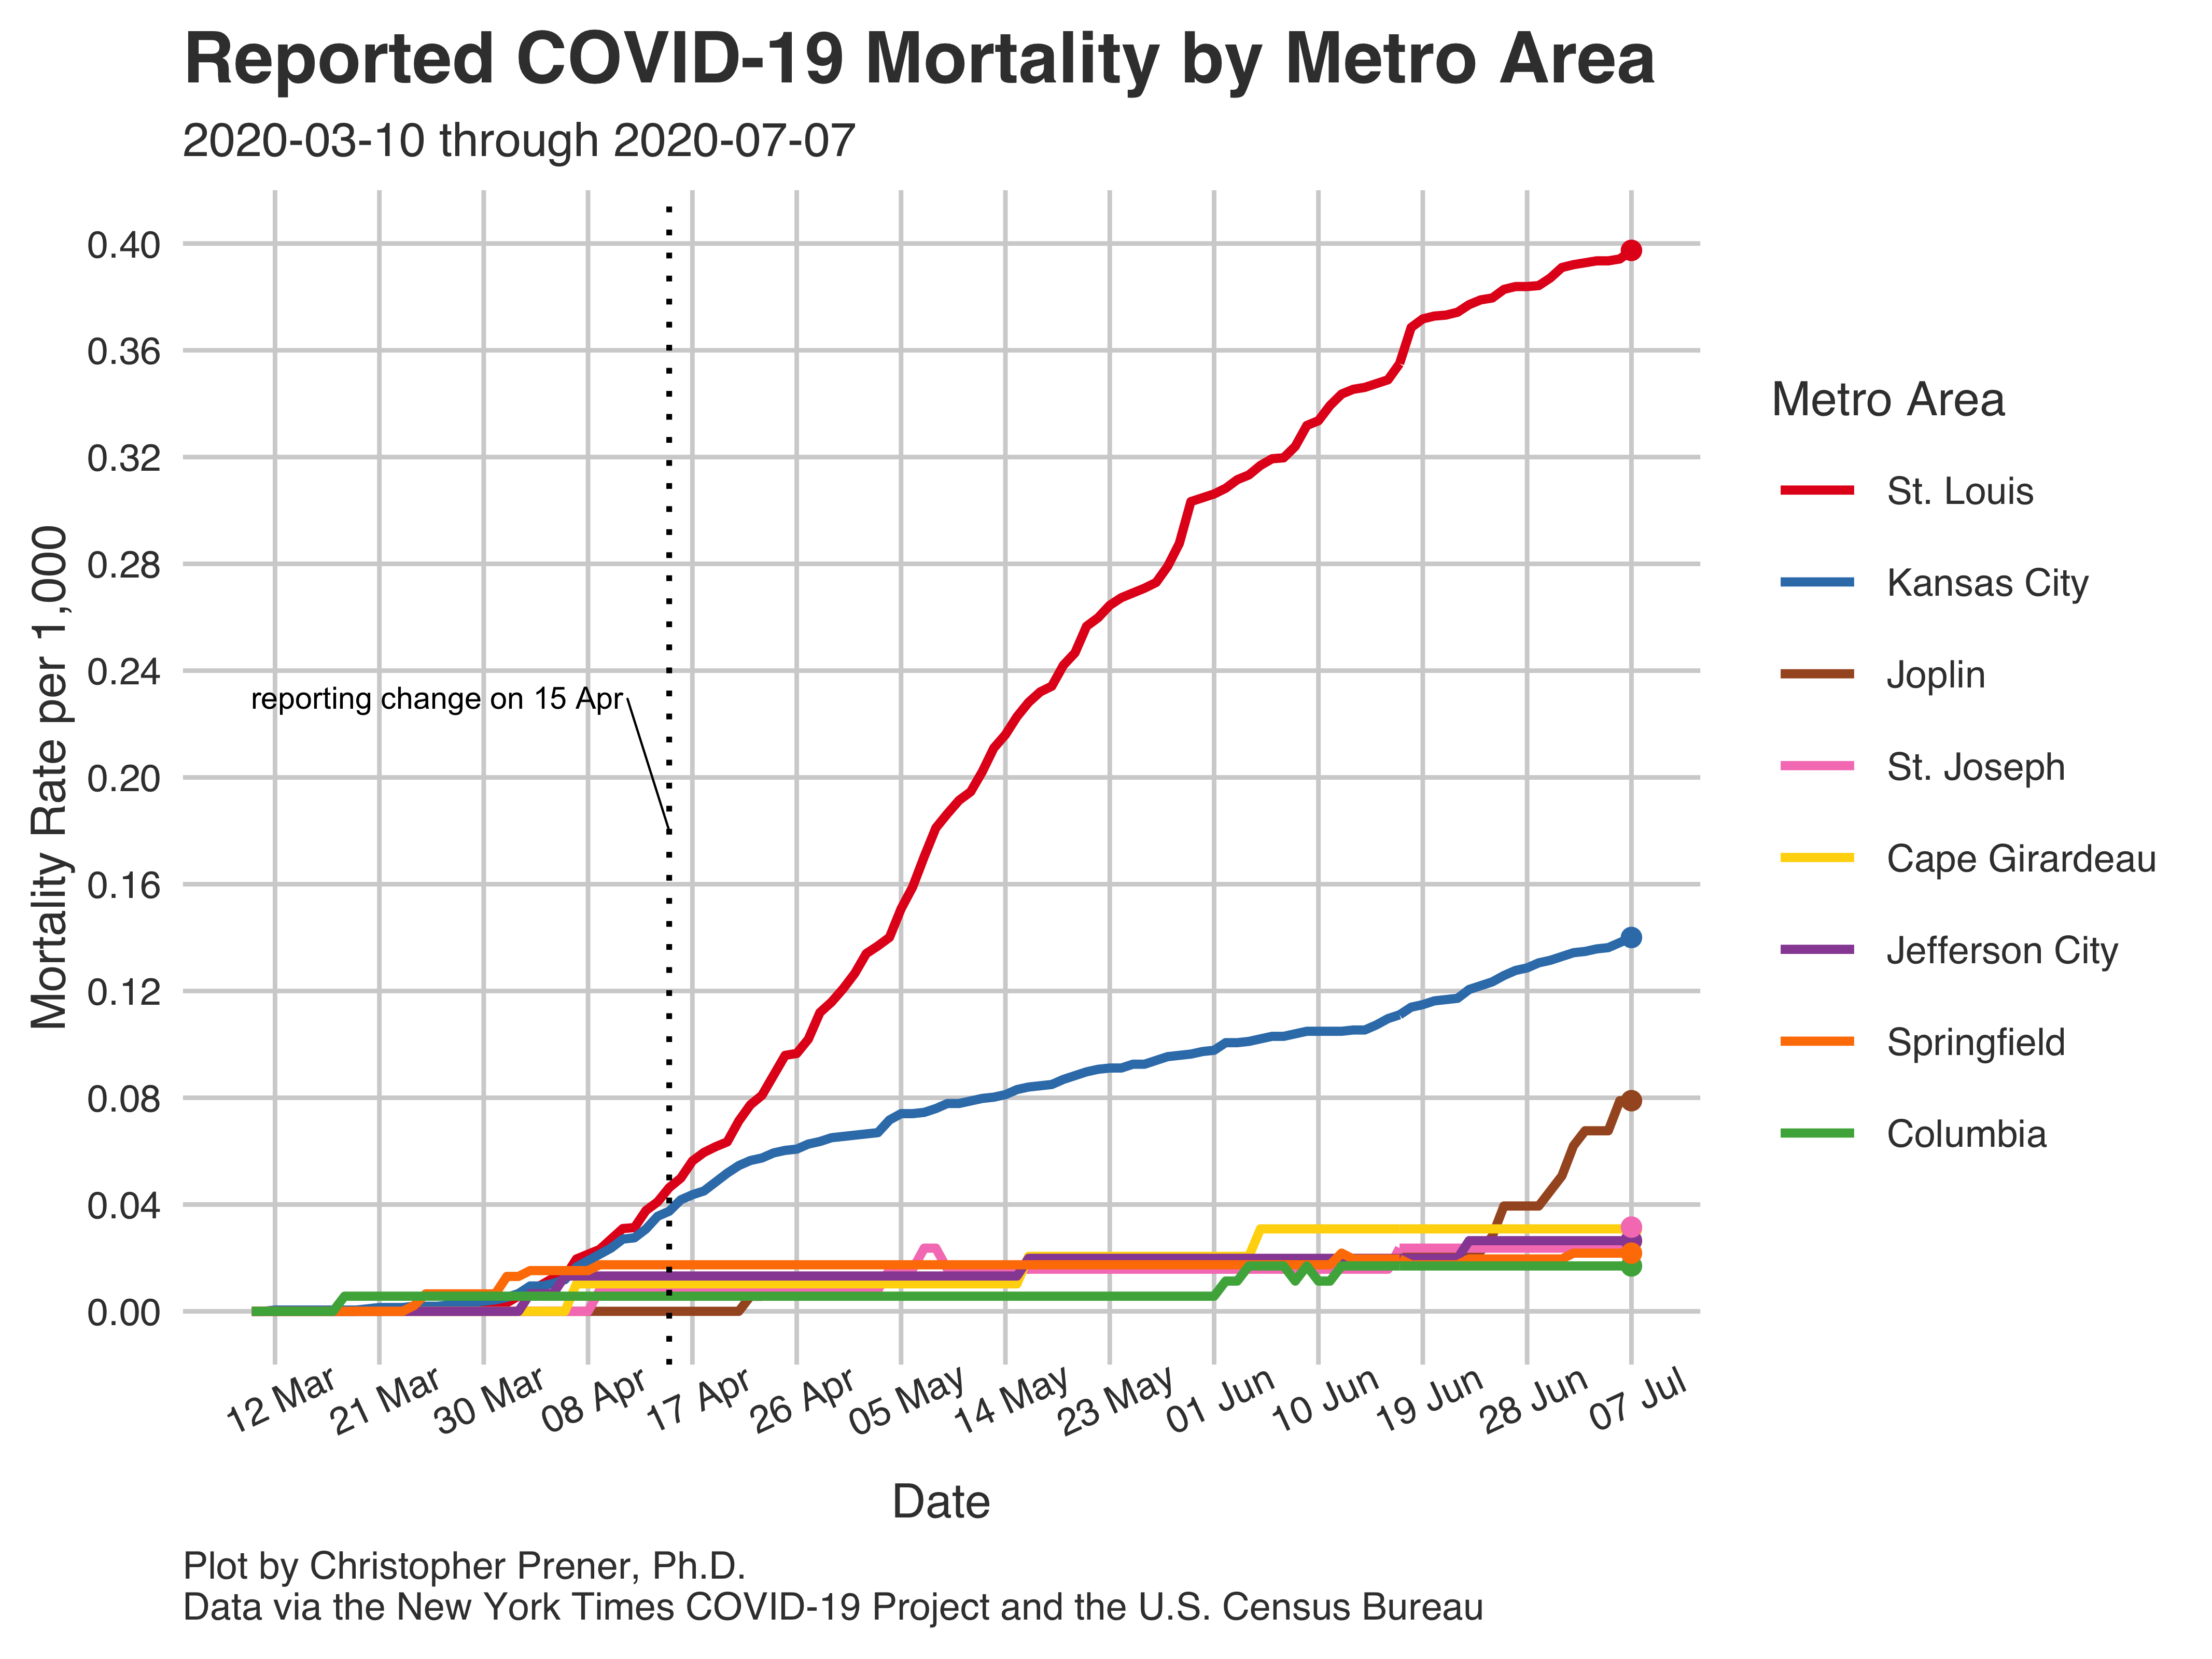 Reported COVID-19 Mortality by Metro Area
2020-03-10 through 2020-07-07
Mortality Rate per 1,000
0.40
0.36
0.32
0.28
0.24
0.20
0.16
0.12
0.08
0.04
0.00
reporting change on 15 Apr
12 Mar
21 Mar
30 Mar
08 Apr
17 Apr
26 Apr
05 May
14 May
23 May
01 Jun
10 Jun
19 Jun
28 Jun
07 Jul
Date
Metro Area
St. Louis
Kansas City
Joplin
St. Joseph
Cape Girardeau
Jefferson City
Springfield
Columbia
Plot by Christopher Prener, Ph.D.
Data via the New York Times COVID-19 Project and the U.S. Census Bureau